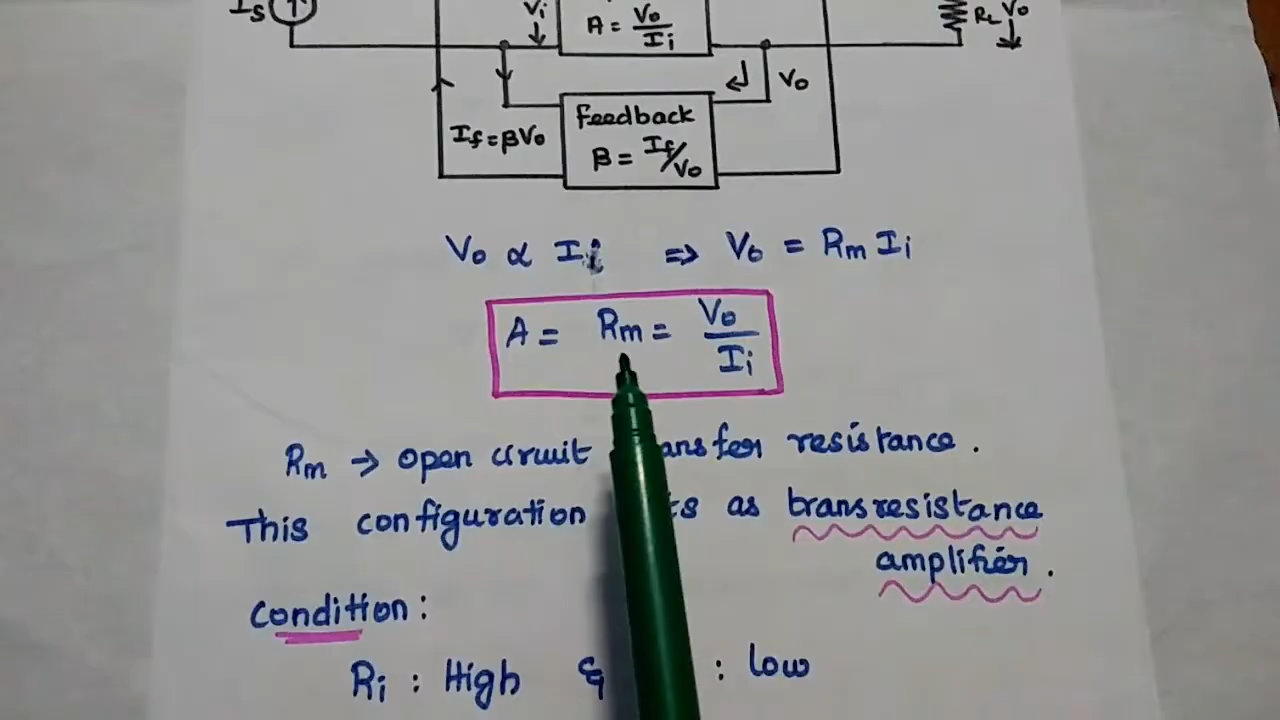 Is Vi A = Vo/Ii RL Vo
Vo
Feedback
If = βVo β = If/Vo
Vo ∝ Ii ⇒ Vo = Rm Ii
A = Rm = Vo/Ii
Rm → open circuit resistance.
This configuration as transresistance
amplifier.
Condition:
Ri : High & : low